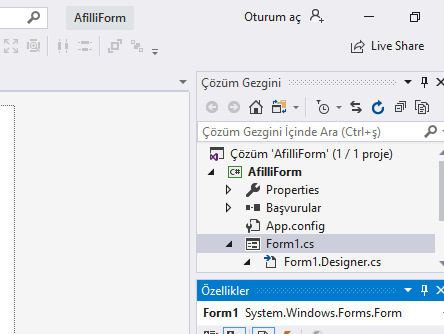 AfilliForm
Oturum aç
Live Share
Çözüm Gezgini
Çözüm Gezgini İçinde Ara (Ctrl+ş)
Çözüm 'AfilliForm' (1 / 1 proje)
C# AfilliForm
Properties
Başvurular
App.config
Form1.cs
Form1.Designer.cs
Özellikler
Form1 System.Windows.Forms.Form